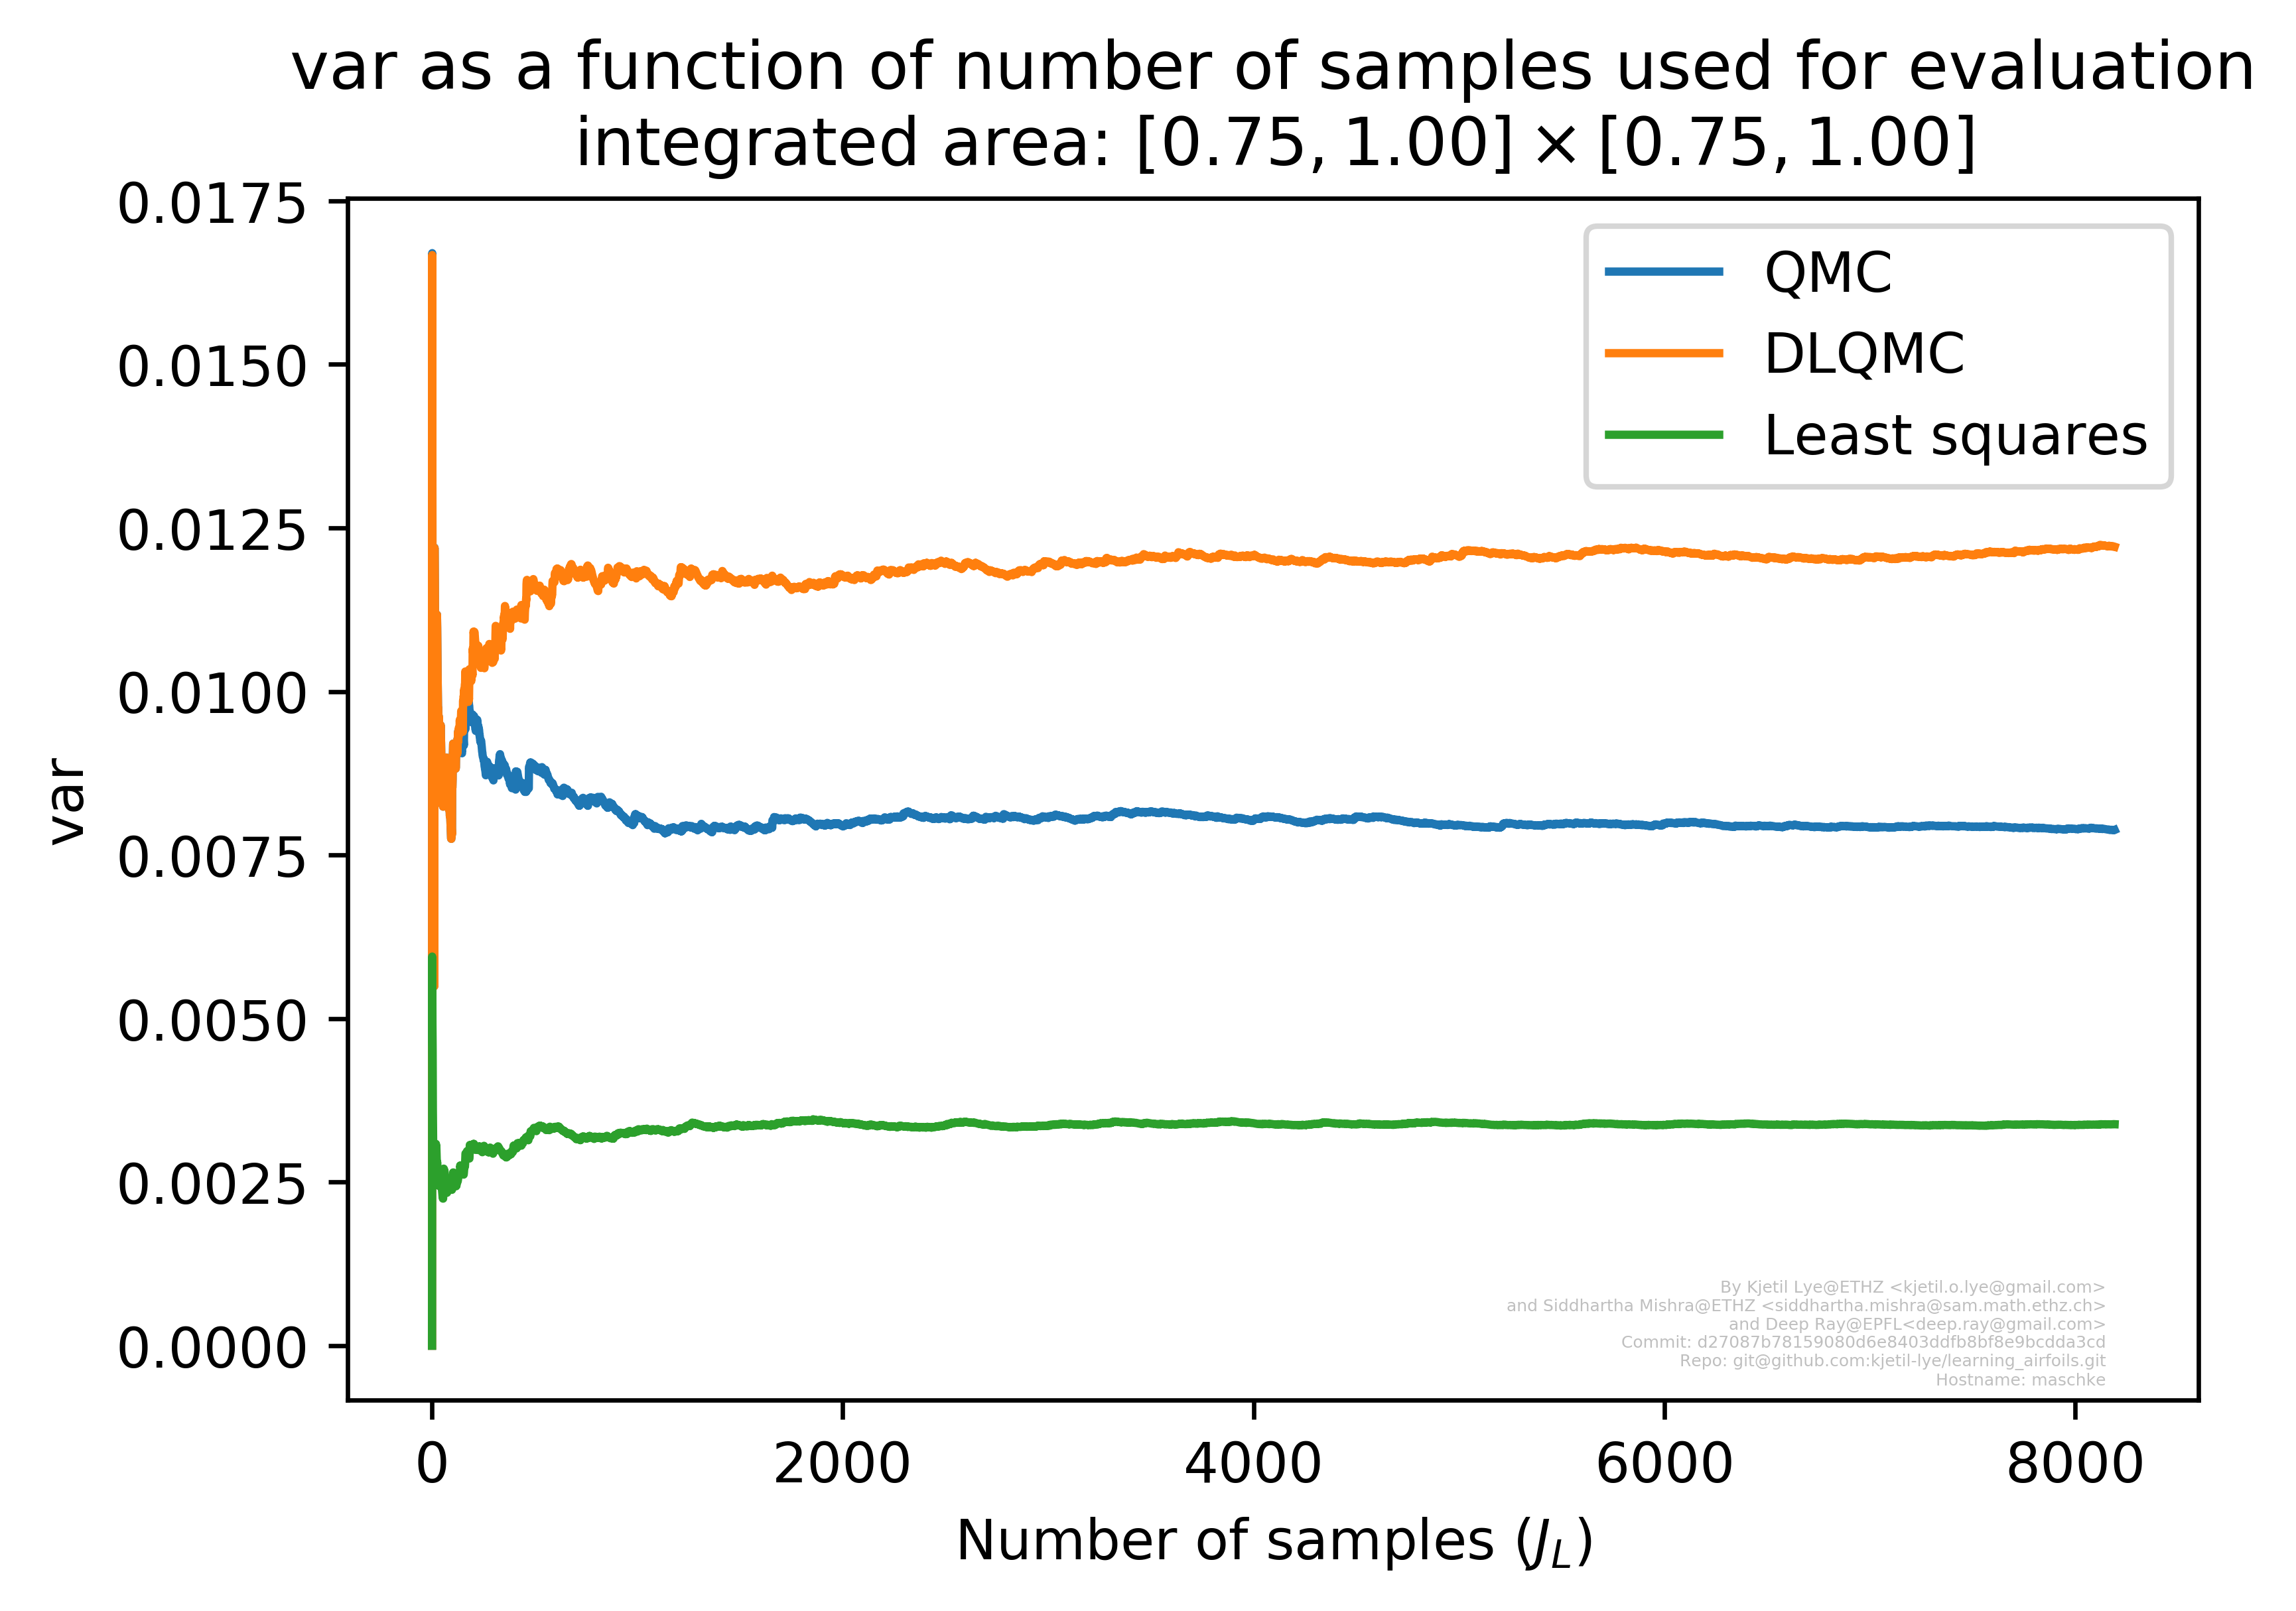 var as a function of number of samples used for evaluation
integrated area: [0.75, 1.00] × [0.75, 1.00]
0.0175
0.0150
0.0125
0.0100
0.0075
0.0050
0.0025
0.0000
var
QMC
DLQMC
Least squares
By Kjetil Lye@ETHZ <kjetil.o.lye@gmail.com>
and Siddhartha Mishra@ETHZ <siddhartha.mishra@sam.math.ethz.ch>
and Deep Ray@EPFL<deep.ray@gmail.com>
Commit: d27087b78159080d6e8403ddfb8bf8e9bcdda3cd
Repo: git@github.com:kjetil-lye/learning_airfoils.git
Hostname: maschke
0 2000 4000 6000 8000
Number of samples (J_L)